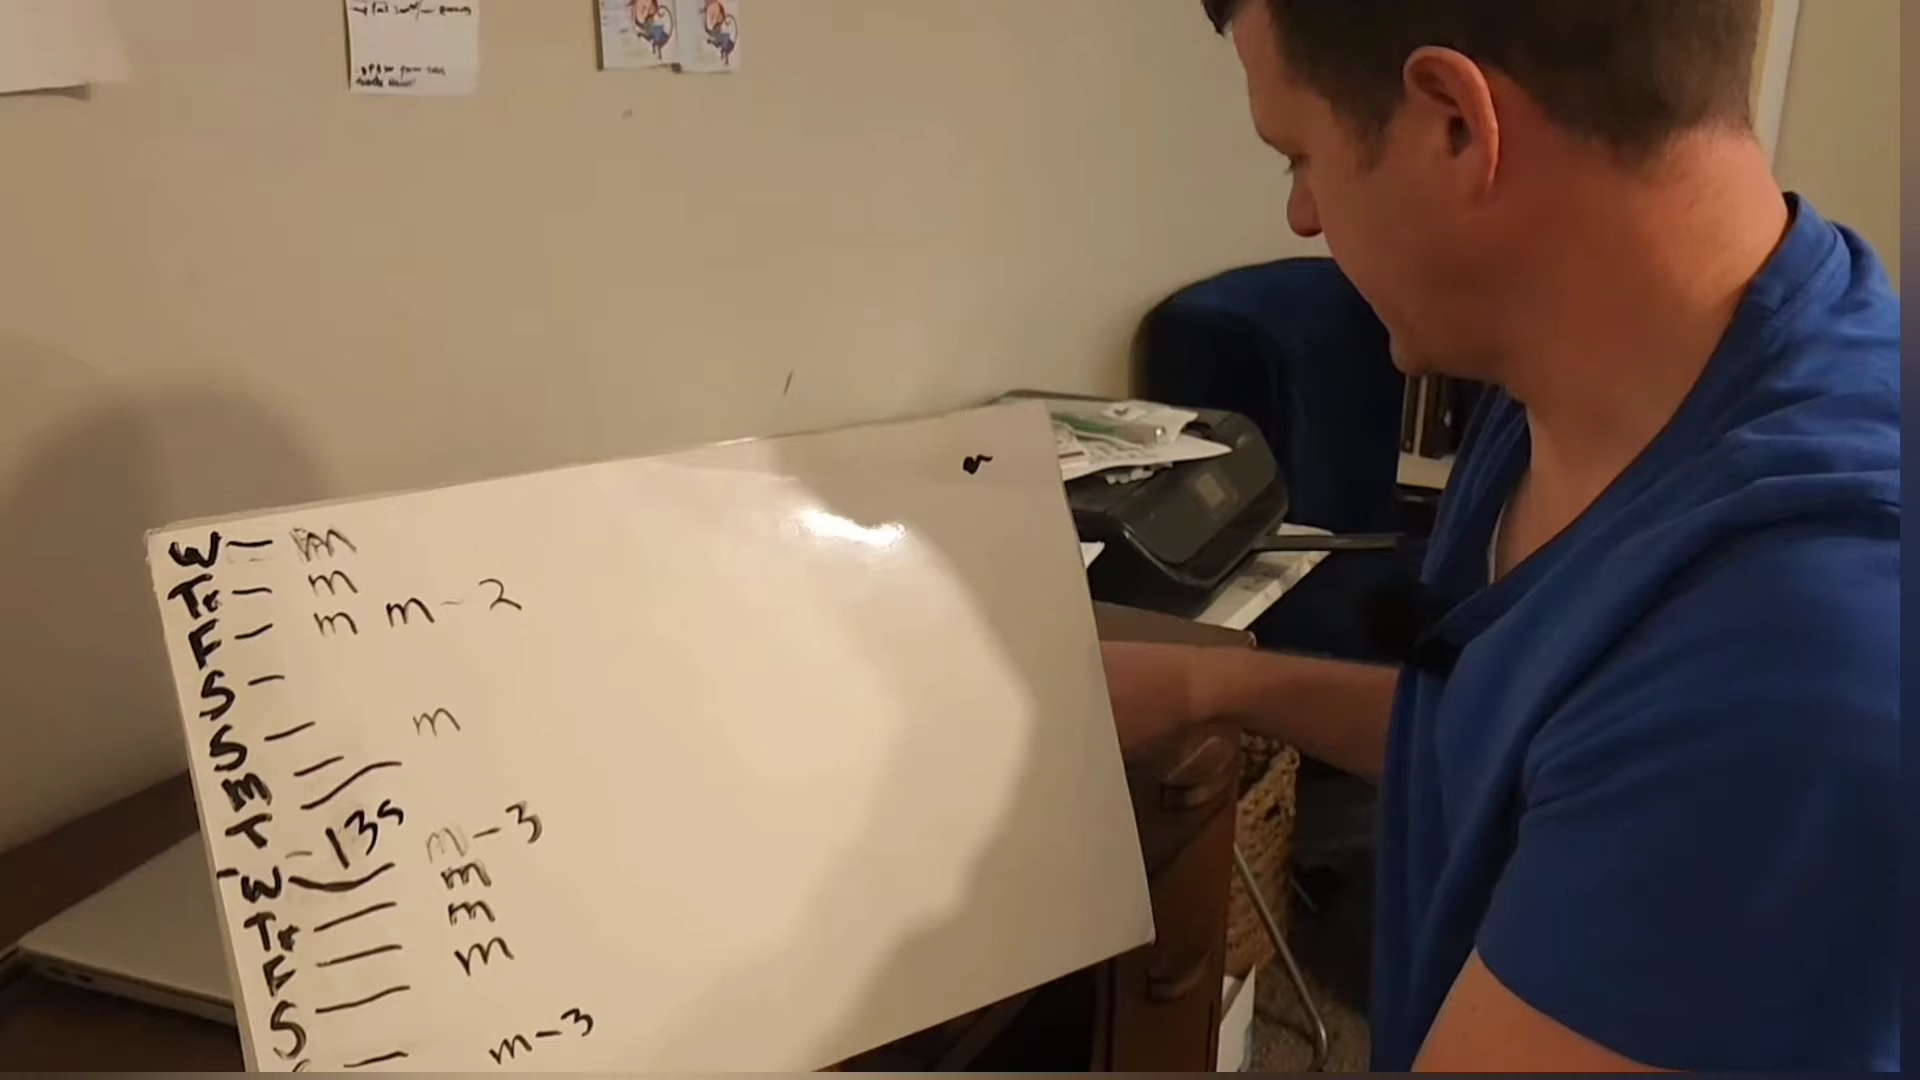 W - m
Th - m
F - m m-2
S -
S - m
M -
T - 135 m-3
W m
Th - m
F - m
S -
- m-3